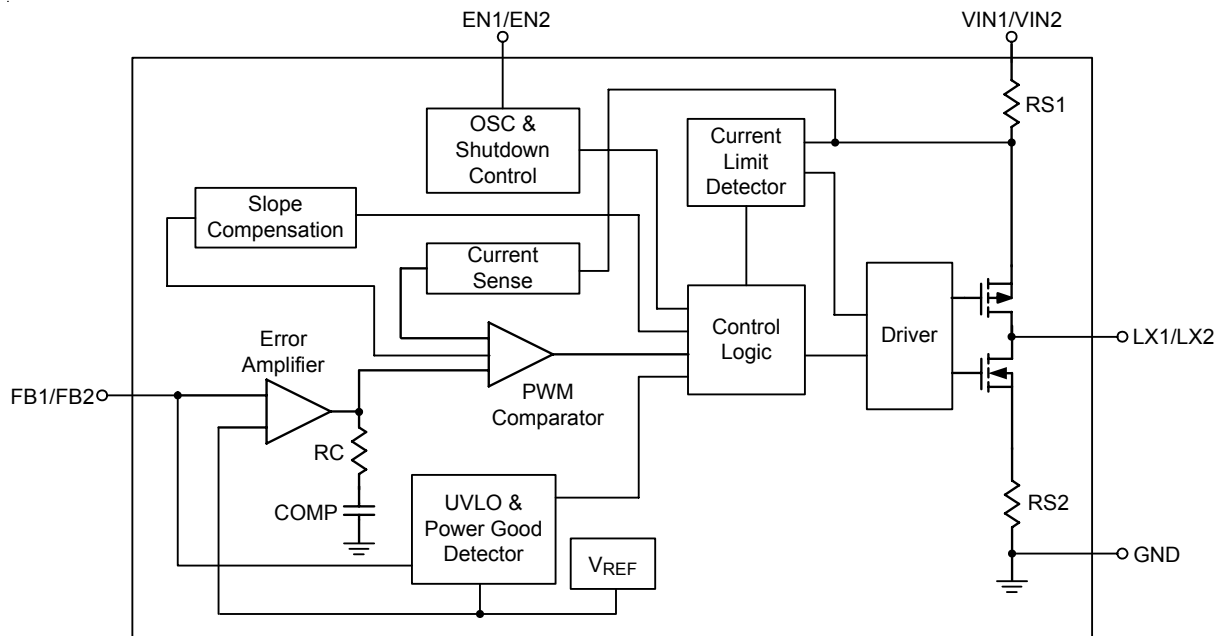 EN1/EN2
VIN1/VIN2
RS1
OSC &
Shutdown
Control
Current
Limit
Detector
Slope
Compensation
Current
Sense
Control
Logic
Driver
LX1/LX2
Error
Amplifier
FB1/FB2
PWM
Comparator
RC
COMP
UVLO &
Power Good
Detector
VREF
RS2
GND